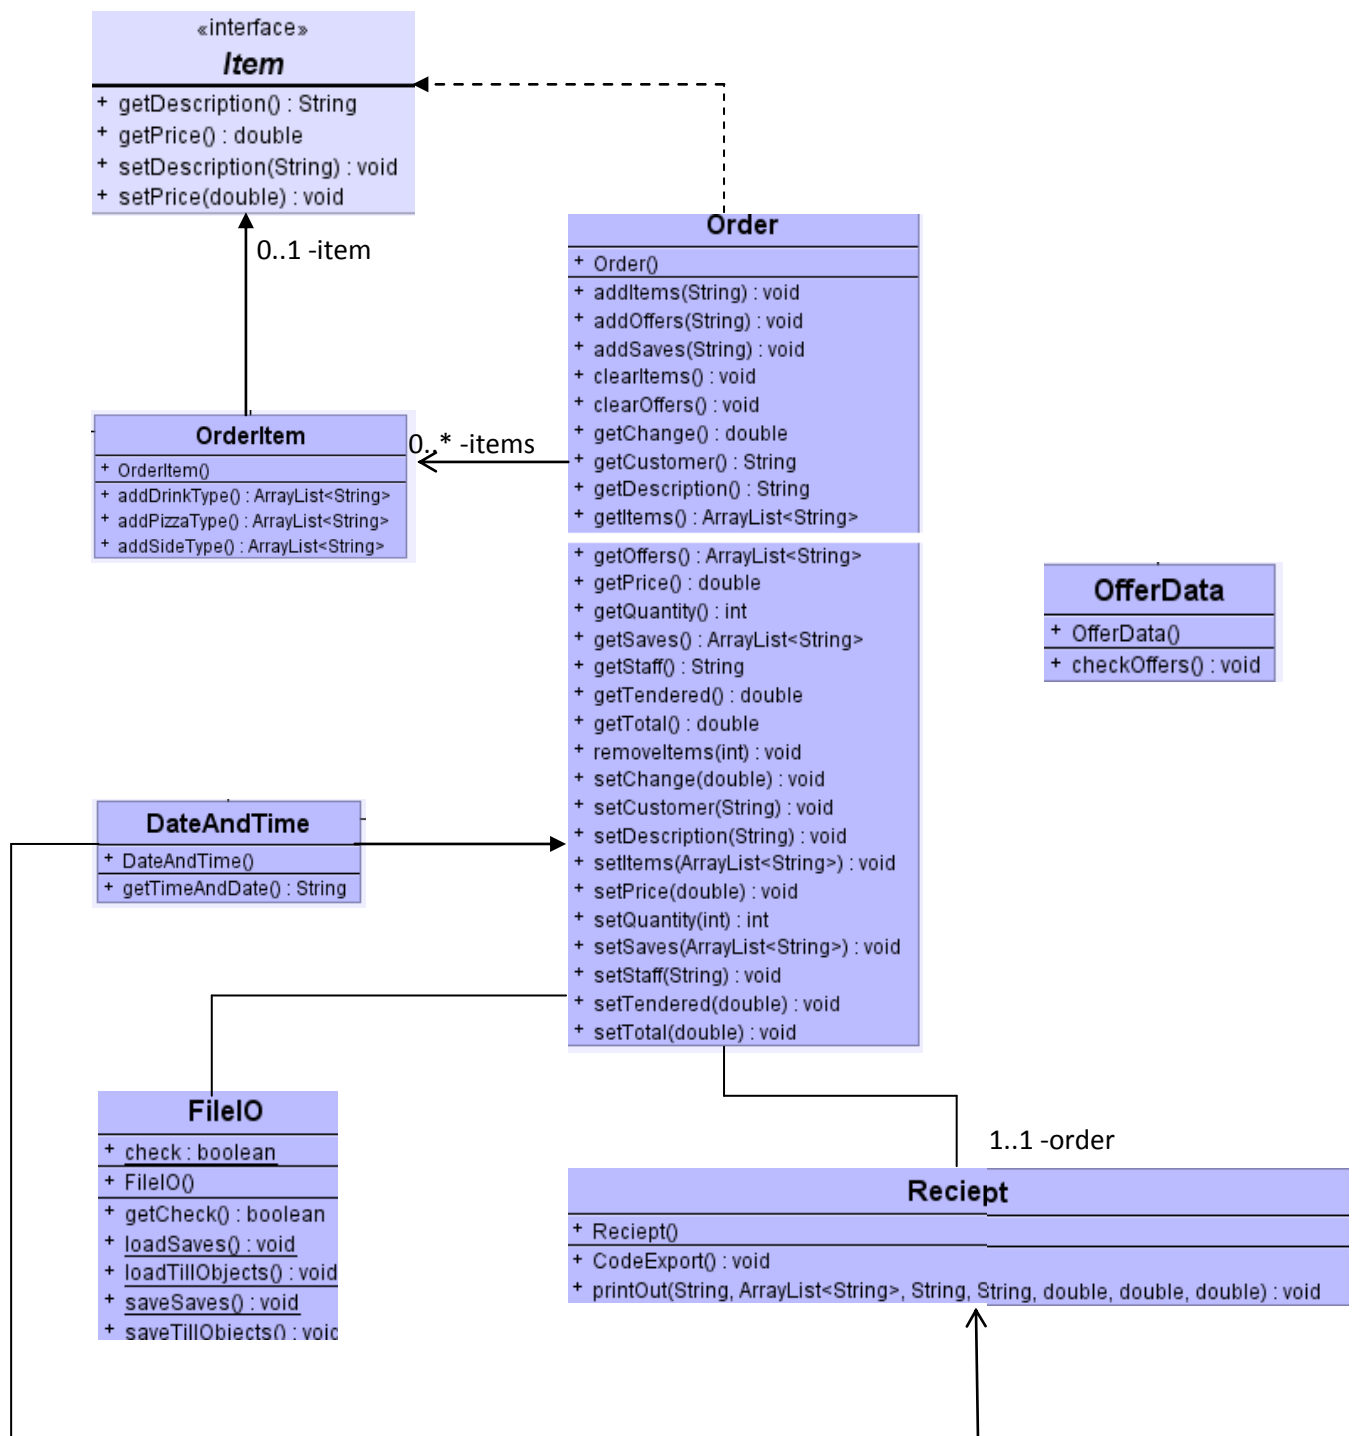 «interface»
Item
+ getDescription() : String
+ getPrice() : double
+ setDescription(String) : void
+ setPrice(double) : void
0..1 -item
OrderItem
+ OrderItem()
+ addDrinkType() : ArrayList<String>
+ addPizzaType() : ArrayList<String>
+ addSideType() : ArrayList<String>
0..* -items
Order
+ Order()
+ addItems(String) : void
+ addOffers(String) : void
+ addSaves(String) : void
+ clearItems() : void
+ clearOffers() : void
+ getChange() : double
+ getCustomer() : String
+ getDescription() : String
+ getItems() : ArrayList<String>
+ getOffers() : ArrayList<String>
+ getPrice() : double
+ getQuantity() : int
+ getSaves() : ArrayList<String>
+ getStaff() : String
+ getTendered() : double
+ getTotal() : double
+ removeItems(int) : void
+ setChange(double) : void
+ setCustomer(String) : void
+ setDescription(String) : void
+ setItems(ArrayList<String>) : void
+ setPrice(double) : void
+ setQuantity(int) : int
+ setSaves(ArrayList<String>) : void
+ setStaff(String) : void
+ setTendered(double) : void
+ setTotal(double) : void
OfferData
+ OfferData()
+ checkOffers() : void
DateAndTime
+ DateAndTime()
+ getTimeAndDate() : String
FileIO
+ check : boolean
+ FileIO()
+ getCheck() : boolean
+ loadSaves() : void
+ loadTillObjects() : void
+ saveSaves() : void
+ saveTillObjects() : void
1..1 -order
Reciept
+ Reciept()
+ CodeExport() : void
+ printOut(String, ArrayList<String>, String, String, double, double, double) : void